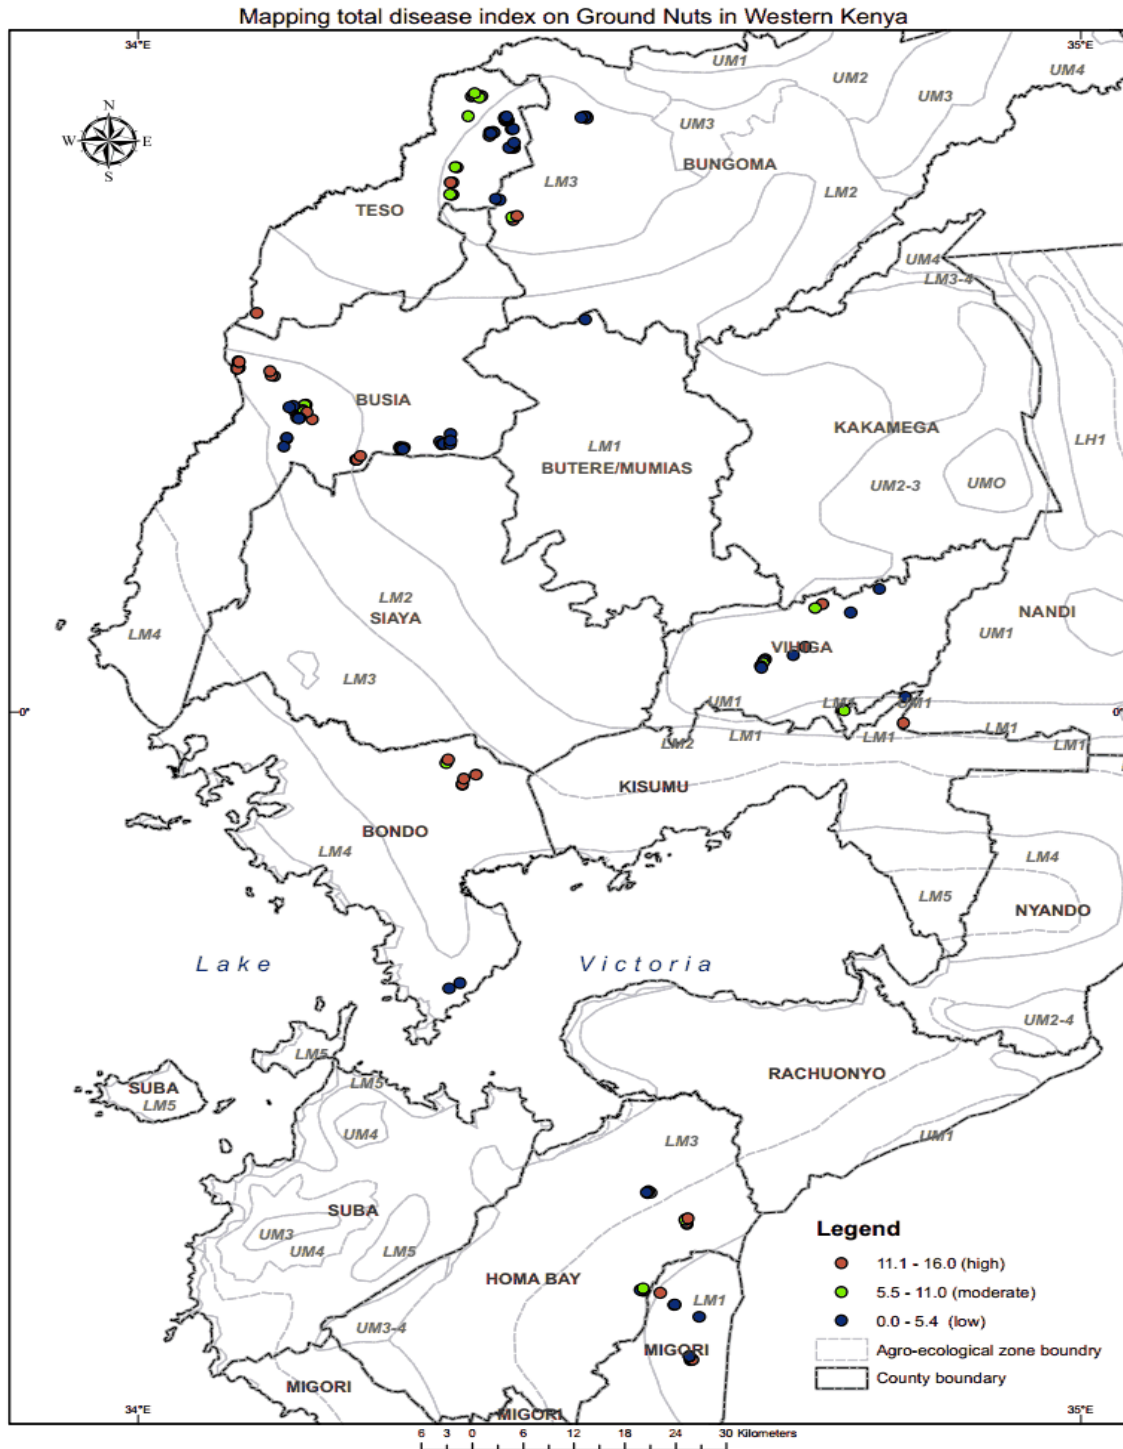 Mapping total disease index on Ground Nuts in Western Kenya
34°E
35°E
UM1
UM2
UM4
UM3
N
W E
S
UM3
BUNGOMA
LM3
LM2
TESO
UM4
LM3-4
BUSIA
KAKAMEGA
LH1
LM1
BUTERE/MUMIAS
UM2-3
UMO
LM2
SIAYA
NANDI
LM4
UM1
VIHIGA
LM3
UM1
UM1
0°
0°
LM1
LM1
LM1
LM2
LM1
KISUMU
BONDO
LM4
LM4
LM5
NYANDO
Lake Victoria
UM2-4
LM5
RACHUONYO
SUBA
LM5
LM5
UM4
LM3
UM1
SUBA
UM3
UM4
LM5
HOMA BAY
LM1
UM3-4
MIGORI
MIGORI
MIGORI
Legend
11.1 - 16.0 (high)
5.5 - 11.0 (moderate)
0.0 - 5.4 (low)
Agro-ecological zone boundry
County boundary
34°E
35°E
6 3 0 6 12 18 24 30 Kilometers